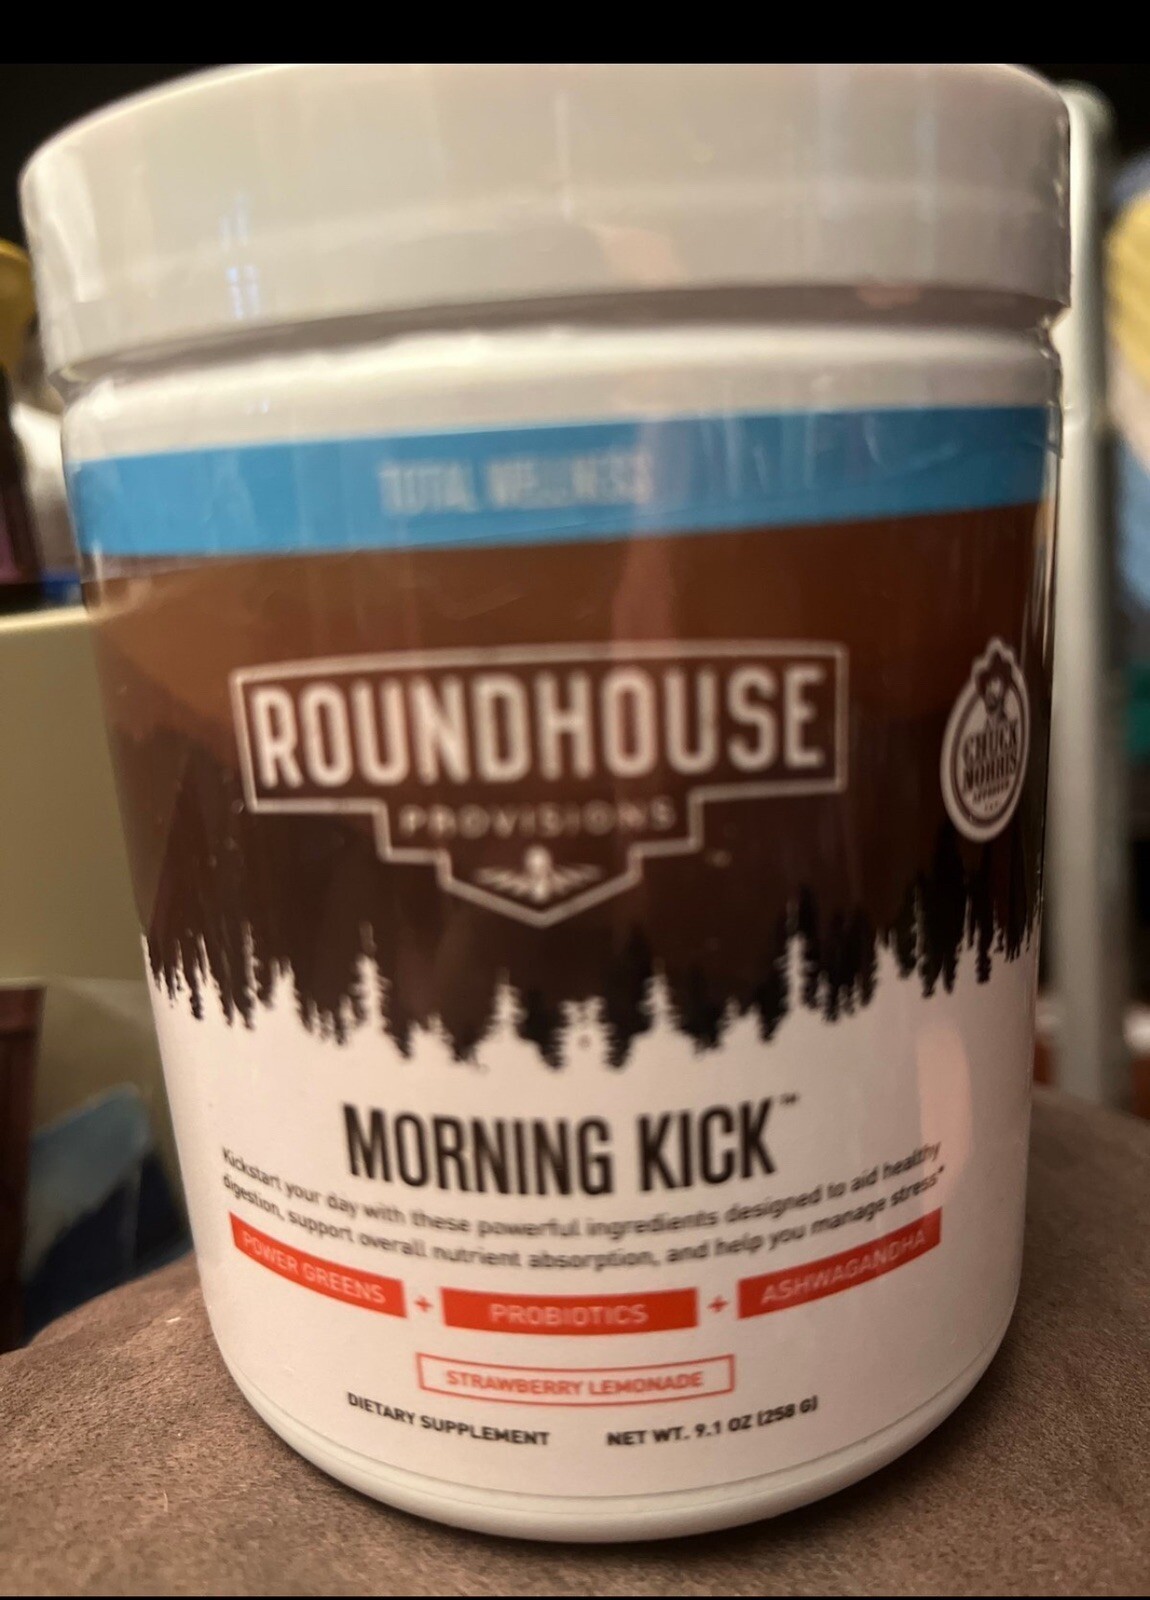 TOTAL WELLNESS
ROUNDHOUSE
PROVISIONS
CHUCK
NORRIS
APPROVED
MORNING KICK™
Kickstart your day with these powerful ingredients designed to aid healthy
digestion, support overall nutrient absorption, and help you manage stress*
POWER GREENS + PROBIOTICS + ASHWAGANDHA
STRAWBERRY LEMONADE
DIETARY SUPPLEMENT NET WT. 9.1 OZ (258 G)